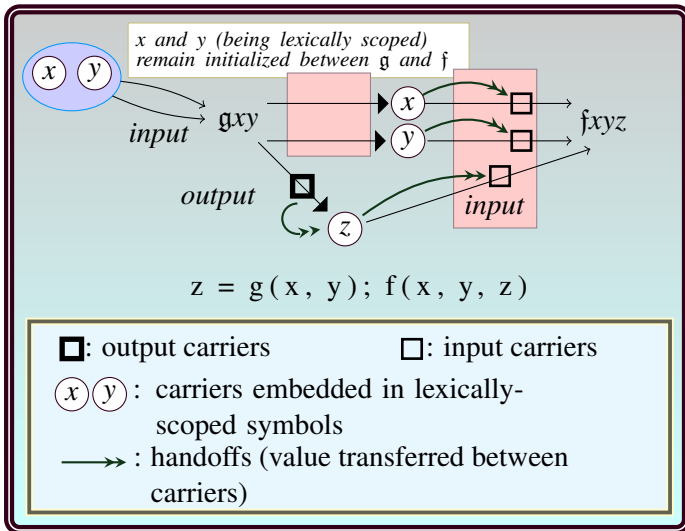 x and y (being lexically scoped)
remain initialized between 𝔤 and 𝔣
x y
input
𝔤xy
x
y
𝔣xyz
output
z
input
z = g(x, y); f(x, y, z)
: output carriers
: input carriers
x y : carriers embedded in lexically-
scoped symbols
: handoffs (value transferred between
carriers)